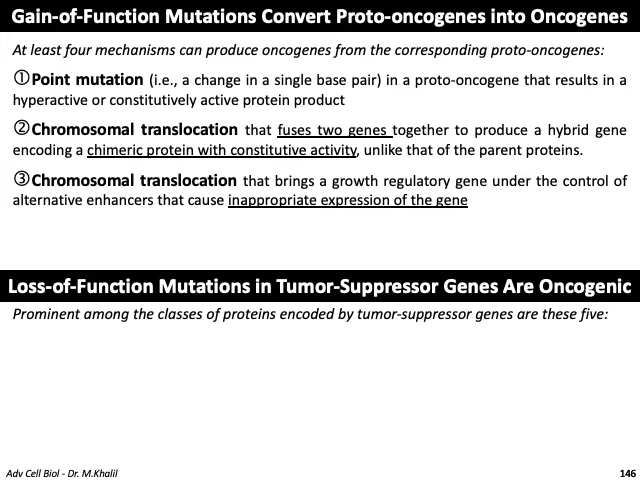 Gain-of-Function Mutations Convert Proto-oncogenes into Oncogenes
At least four mechanisms can produce oncogenes from the corresponding proto-oncogenes:
①Point mutation (i.e., a change in a single base pair) in a proto-oncogene that results in a
hyperactive or constitutively active protein product
②Chromosomal translocation that fuses two genes together to produce a hybrid gene
encoding a chimeric protein with constitutive activity, unlike that of the parent proteins.
③Chromosomal translocation that brings a growth regulatory gene under the control of
alternative enhancers that cause inappropriate expression of the gene
Loss-of-Function Mutations in Tumor-Suppressor Genes Are Oncogenic
Prominent among the classes of proteins encoded by tumor-suppressor genes are these five:
Adv Cell Biol - Dr. M.Khalil
146